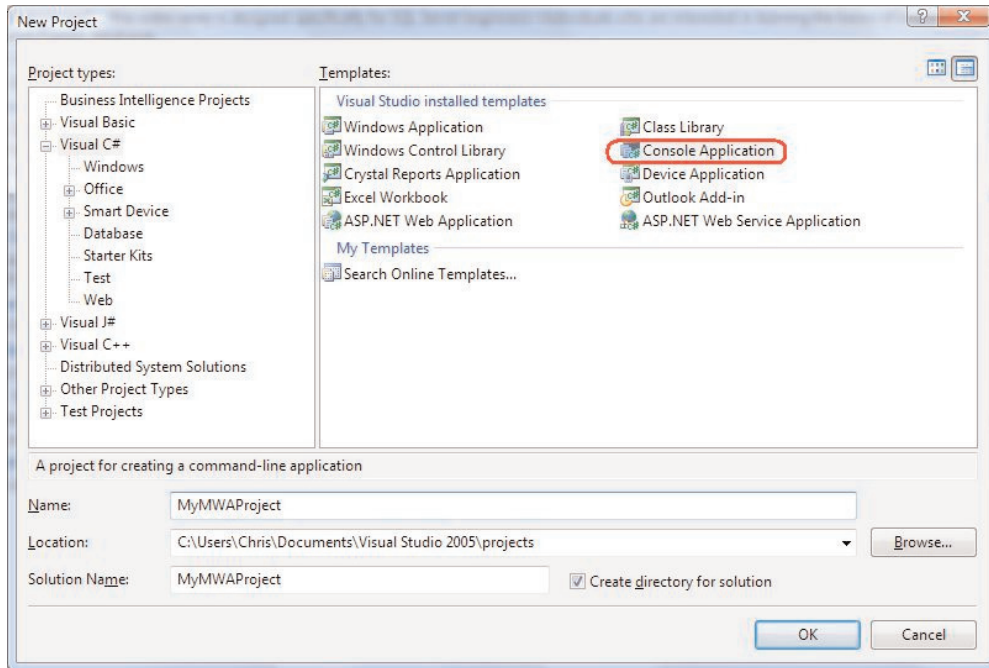 New Project
Project types:
Business Intelligence Projects
Visual Basic
Visual C#
Windows
Office
Smart Device
Database
Starter Kits
Test
Web
Visual J#
Visual C++
Distributed System Solutions
Other Project Types
Test Projects
Templates:
Visual Studio installed templates
Windows Application
Windows Control Library
Crystal Reports Application
Excel Workbook
ASP.NET Web Application
Class Library
Console Application
Device Application
Outlook Add-in
ASP.NET Web Service Application
My Templates
Search Online Templates...
A project for creating a command-line application
Name: MyMWAProject
Location: C:\Users\Chris\Documents\Visual Studio 2005\projects Browse...
Solution Name: MyMWAProject Create directory for solution
OK Cancel